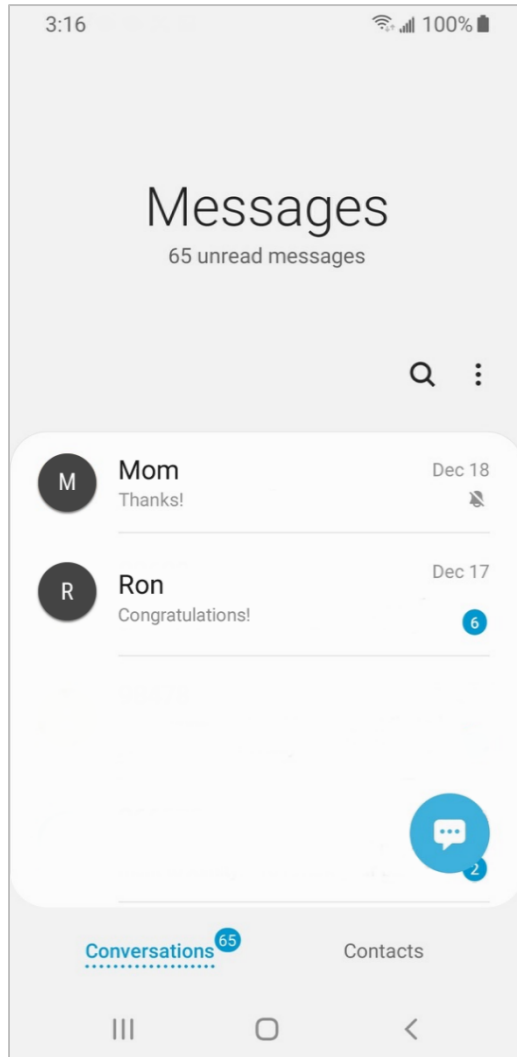 3:16 100%
Messages
65 unread messages
M Mom Dec 18
Thanks!
R Ron Dec 17
Congratulations!
6
2
Conversations 65 Contacts